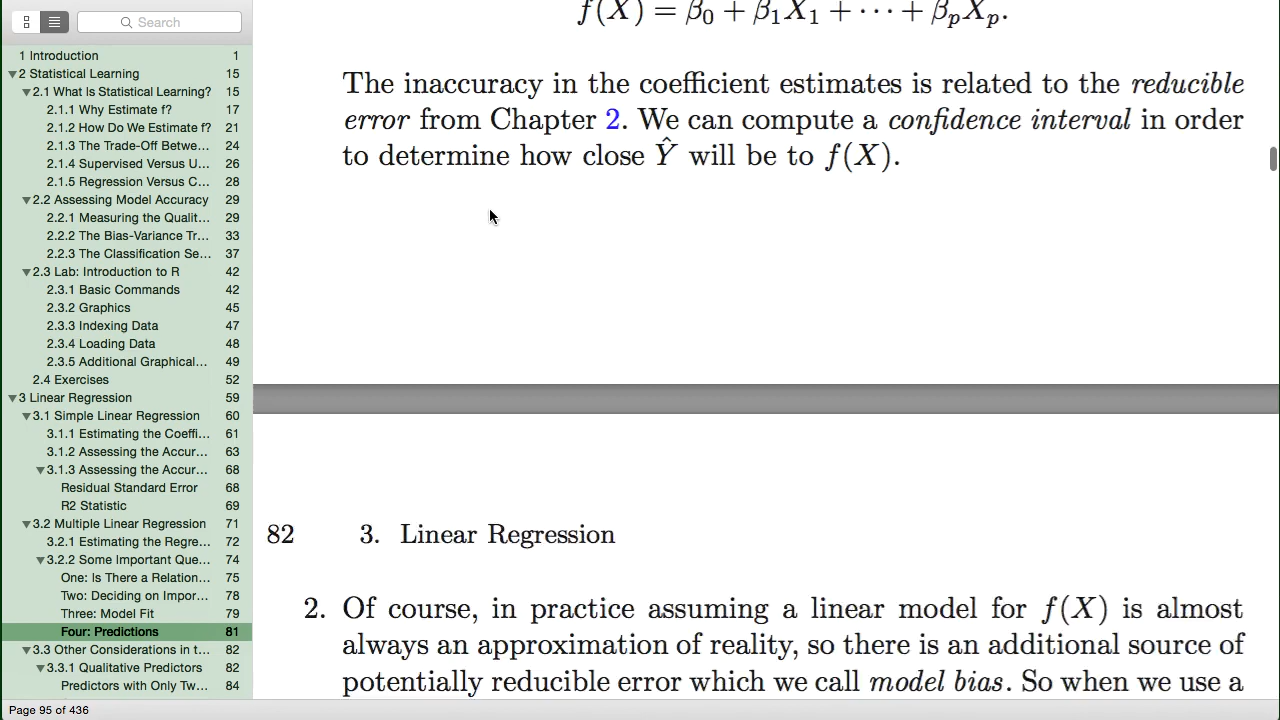 Search
1 Introduction 1
2 Statistical Learning 15
2.1 What Is Statistical Learning? 15
2.1.1 Why Estimate f? 17
2.1.2 How Do We Estimate f? 21
2.1.3 The Trade-Off Betwe... 24
2.1.4 Supervised Versus U... 26
2.1.5 Regression Versus C... 28
2.2 Assessing Model Accuracy 29
2.2.1 Measuring the Qualit... 29
2.2.2 The Bias-Variance Tr... 33
2.2.3 The Classification Se... 37
2.3 Lab: Introduction to R 42
2.3.1 Basic Commands 42
2.3.2 Graphics 45
2.3.3 Indexing Data 47
2.3.4 Loading Data 48
2.3.5 Additional Graphical... 49
2.4 Exercises 52
3 Linear Regression 59
3.1 Simple Linear Regression 60
3.1.1 Estimating the Coeffi... 61
3.1.2 Assessing the Accur... 63
3.1.3 Assessing the Accur... 68
Residual Standard Error 68
R2 Statistic 69
3.2 Multiple Linear Regression 71
3.2.1 Estimating the Regre... 72
3.2.2 Some Important Que... 74
One: Is There a Relation... 75
Two: Deciding on Impor... 78
Three: Model Fit 79
Four: Predictions 81
3.3 Other Considerations in t... 82
3.3.1 Qualitative Predictors 82
Predictors with Only Tw... 84
Page 95 of 436
f(X) = β₀ + β₁X₁ + ··· + βₚXₚ.
The inaccuracy in the coefficient estimates is related to the reducible
error from Chapter 2. We can compute a confidence interval in order
to determine how close Ŷ will be to f(X).
82 3. Linear Regression
2. Of course, in practice assuming a linear model for f(X) is almost
always an approximation of reality, so there is an additional source of
potentially reducible error which we call model bias. So when we use a